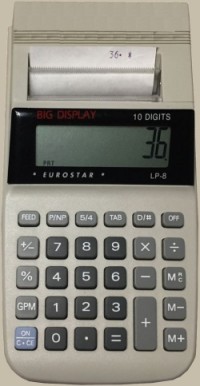 36. *
BIG DISPLAY 10 DIGITS
36.
PRT
• EUROSTAR • LP-8
FEED P/NP 5/4 TAB D/# OFF
+/− 7 8 9 × ÷
% 4 5 6 − MRC
GPM 1 2 3 + M−
ON C•CE 0 • = M+